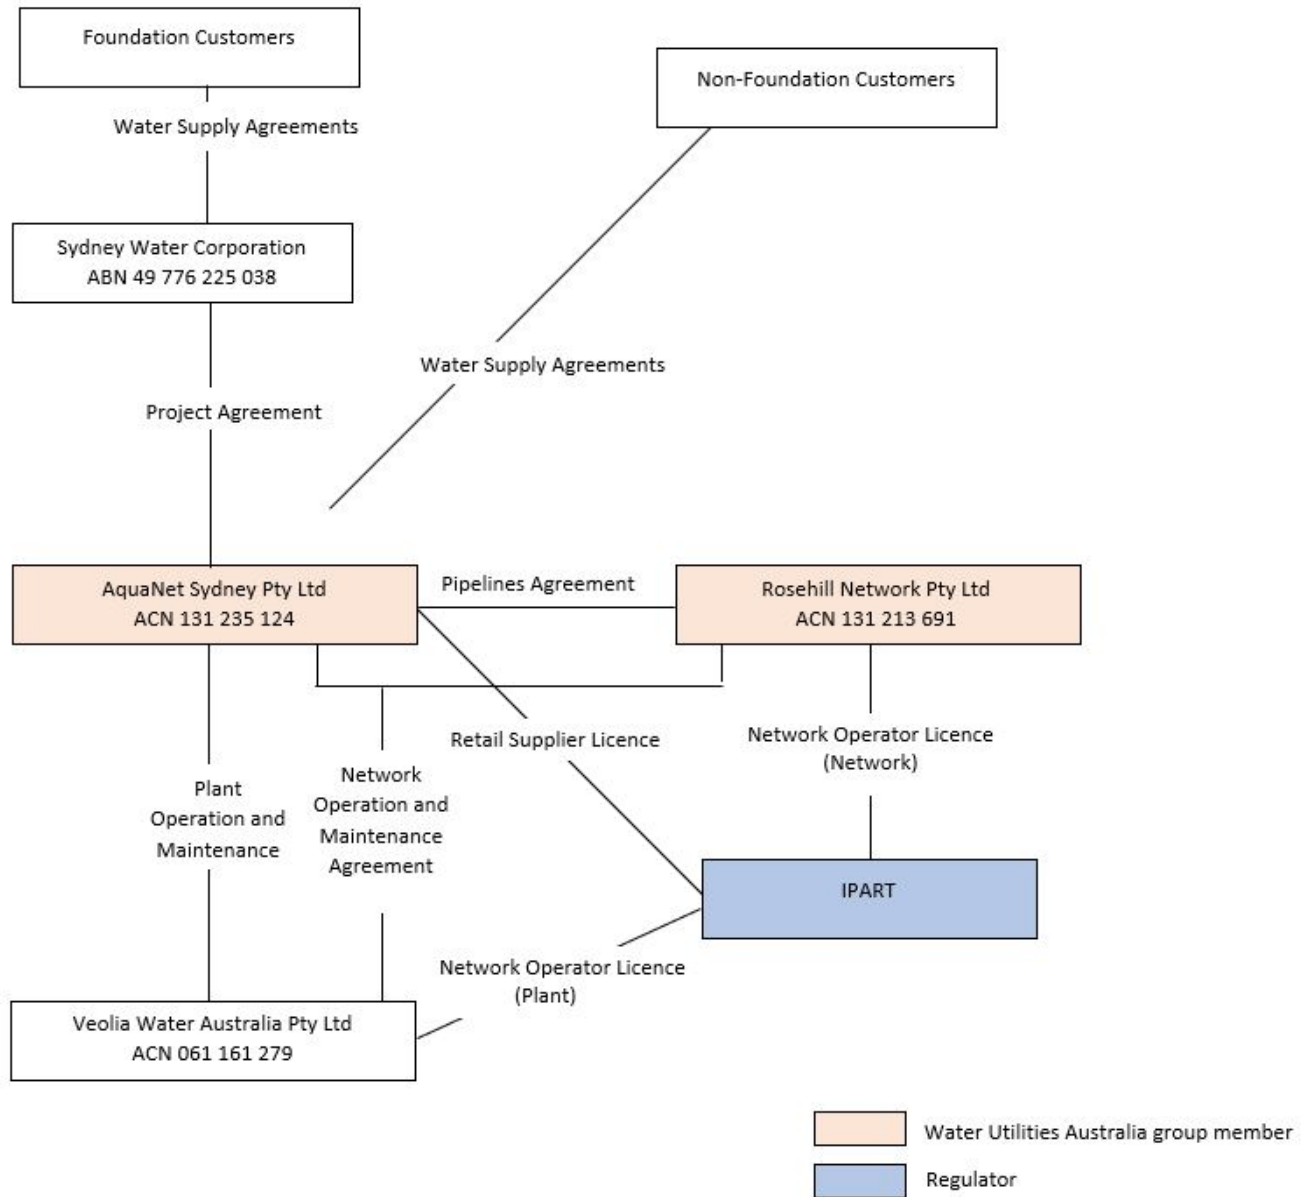 Foundation Customers
Non-Foundation Customers
Water Supply Agreements
Sydney Water Corporation
ABN 49 776 225 038
Water Supply Agreements
Project Agreement
AquaNet Sydney Pty Ltd
ACN 131 235 124
Pipelines Agreement
Rosehill Network Pty Ltd
ACN 131 213 691
Retail Supplier Licence
Network Operator Licence
(Network)
Plant
Operation and
Maintenance
Network
Operation and
Maintenance
Agreement
IPART
Network Operator Licence
(Plant)
Veolia Water Australia Pty Ltd
ACN 061 161 279
Water Utilities Australia group member
Regulator